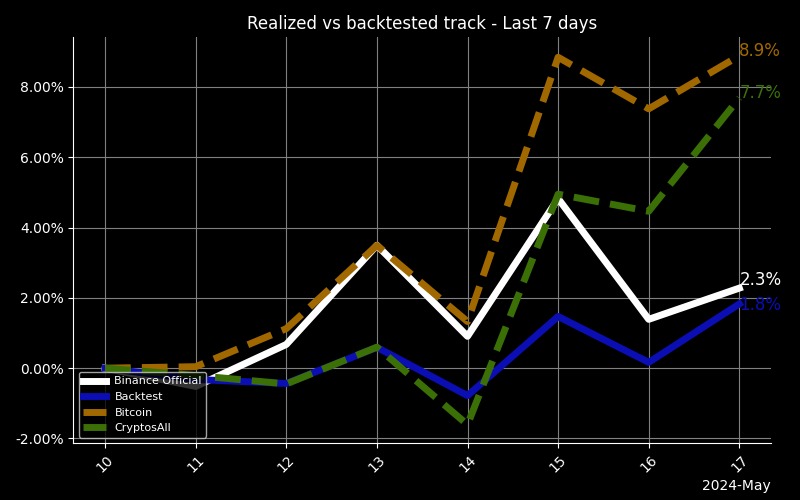 Realized vs backtested track - Last 7 days
8.9%
8.00%
7.7%
6.00%
4.00%
2.00%
2.3%
1.8%
0.00%
-2.00%
Binance Official
Backtest
Bitcoin
CryptosAll
10 11 12 13 14 15 16 17
2024-May